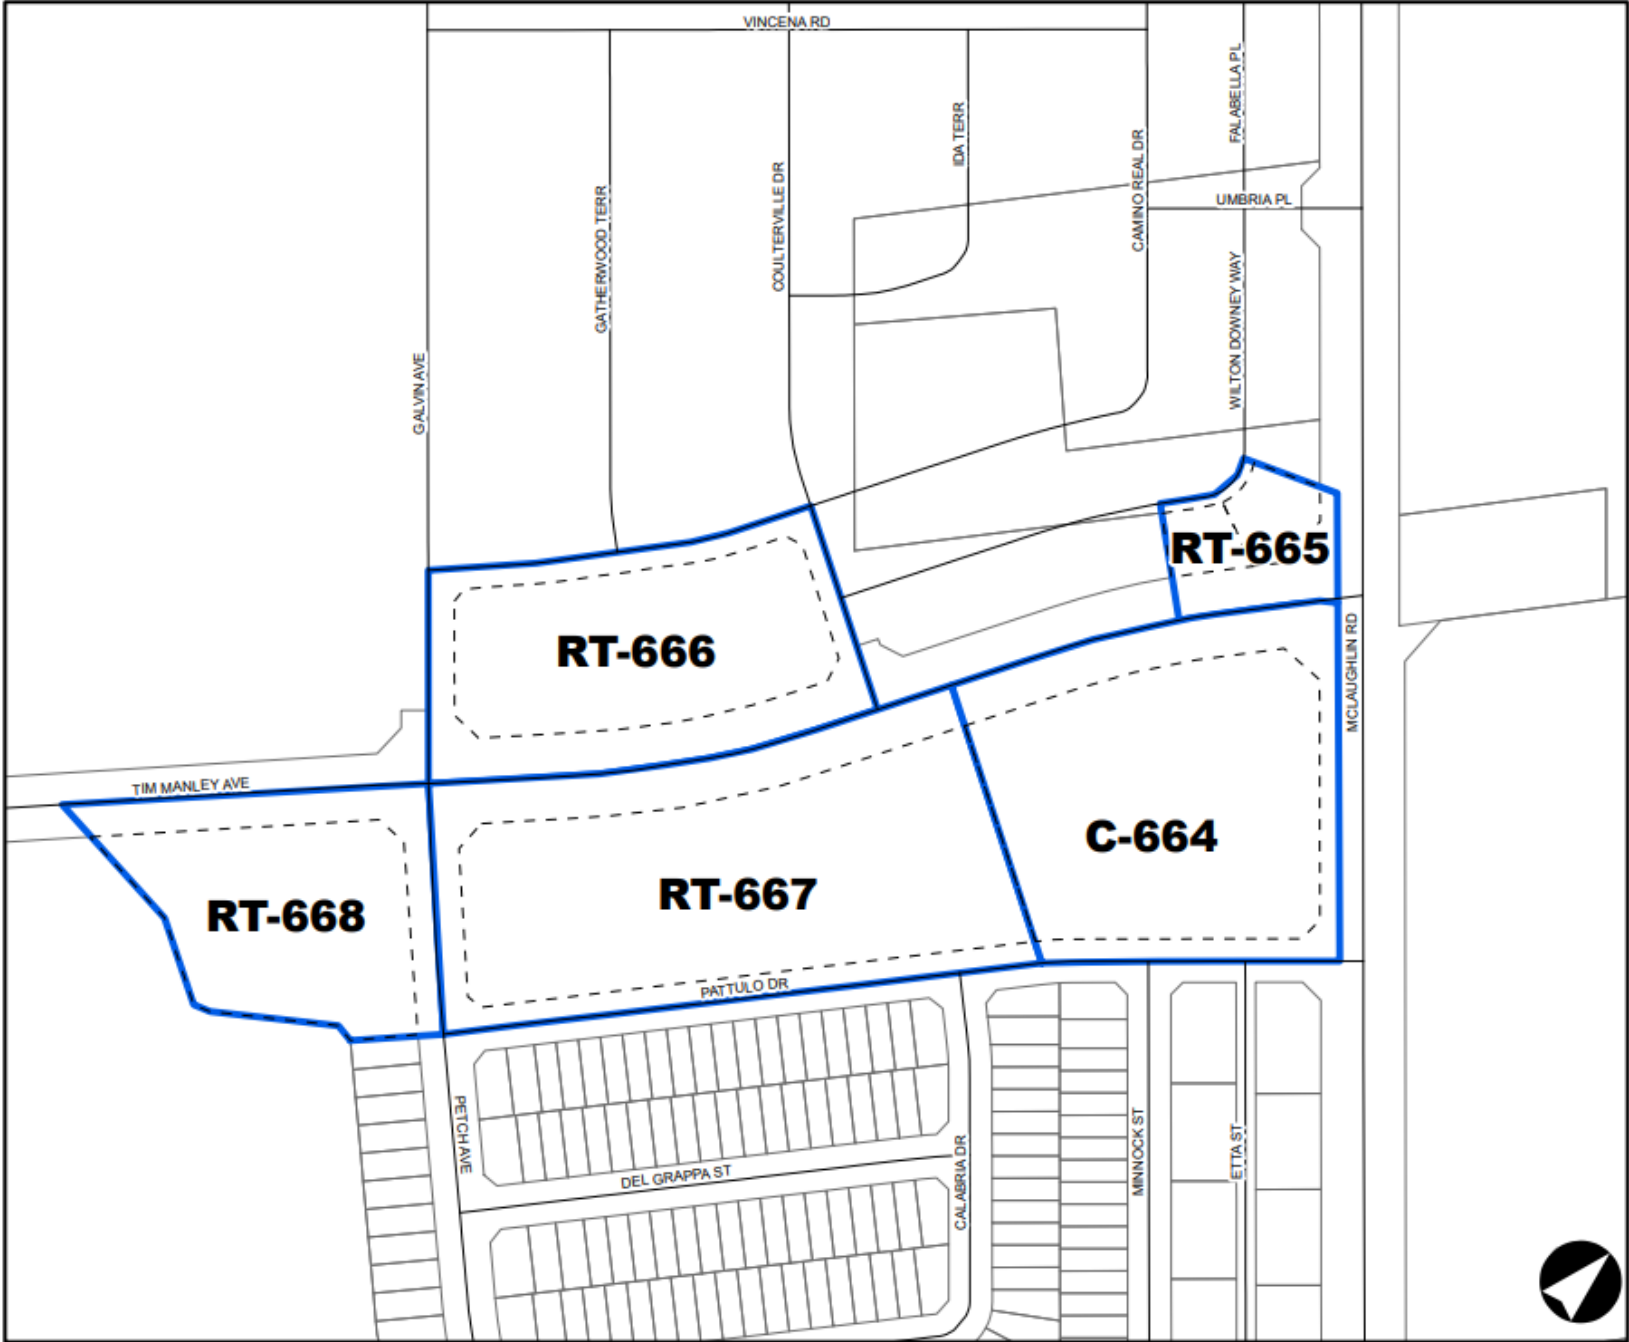 VINCENA RD
FALABELLA PL
IDA TERR
CAMINO REAL DR
COULTERVILLE DR
GATHERWOOD TERR
UMBRIA PL
WILTON DOWNEY WAY
GALVIN AVE
RT-665
RT-666
MCLAUGHLIN RD
TIM MANLEY AVE
C-664
RT-667
RT-668
PATTULO DR
PETCH AVE
MINNOCK ST
ETTA ST
CALABRIA DR
DEL GRAPPA ST